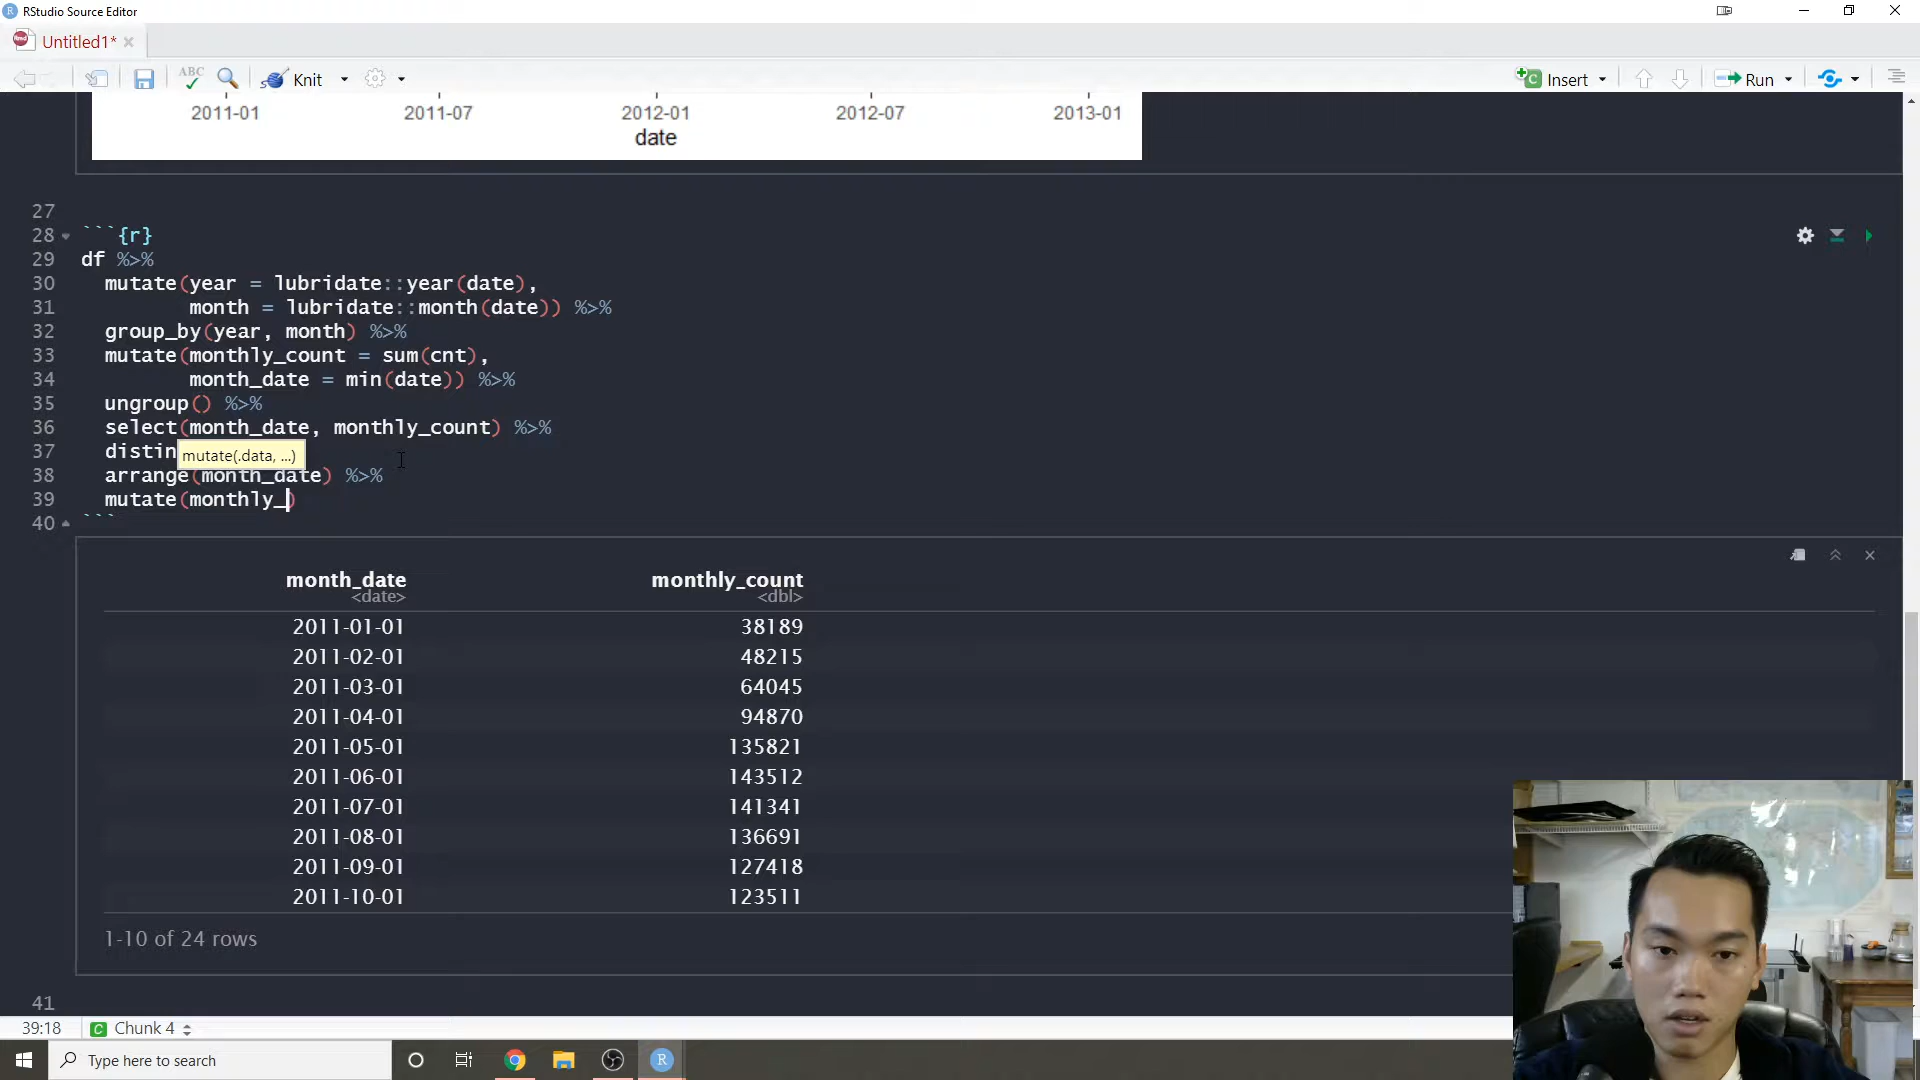 RStudio Source Editor
Untitled1*
ABC
Knit
Insert
Run
2011-01 2011-07 2012-01 2012-07 2013-01
date
27
28 ```{r}
29 df %>%
30 mutate(year = lubridate::year(date),
31 month = lubridate::month(date)) %>%
32 group_by(year, month) %>%
33 mutate(monthly_count = sum(cnt),
34 month_date = min(date)) %>%
35 ungroup() %>%
36 select(month_date, monthly_count) %>%
37 distin
mutate(.data, ...)
38 arrange(month_date) %>%
39 mutate(monthly_)
40 ```
month_date monthly_count
<date> <dbl>
2011-01-01 38189
2011-02-01 48215
2011-03-01 64045
2011-04-01 94870
2011-05-01 135821
2011-06-01 143512
2011-07-01 141341
2011-08-01 136691
2011-09-01 127418
2011-10-01 123511
1-10 of 24 rows
41
39:18 C Chunk 4
Type here to search